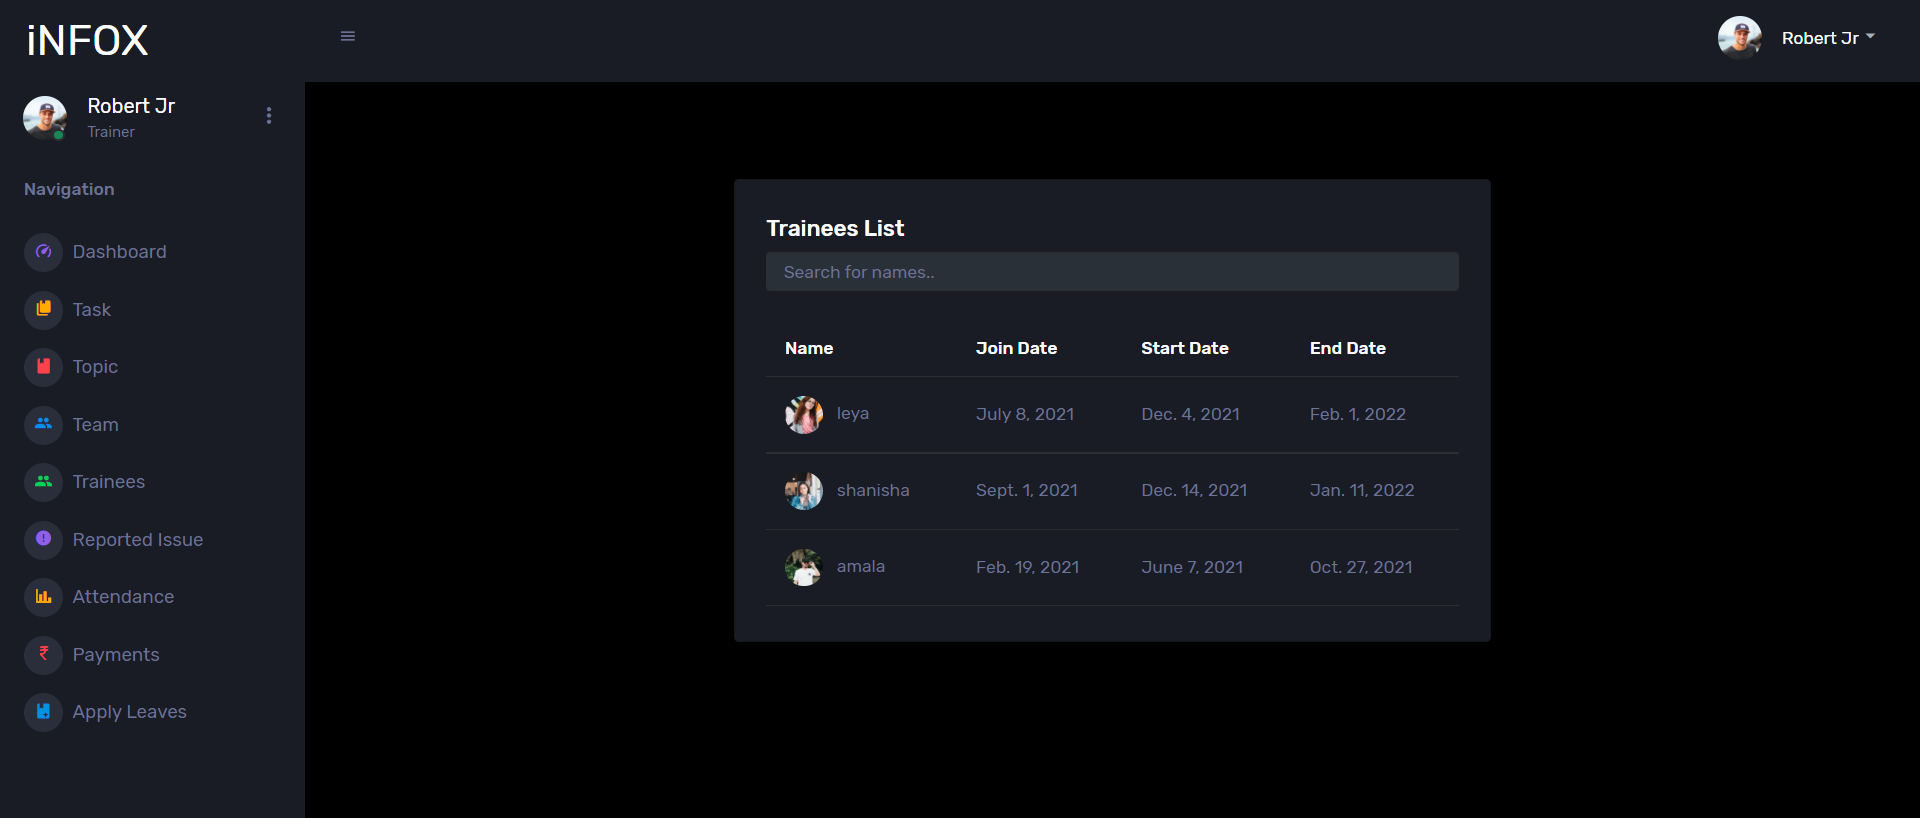 iNFOX
Robert Jr
Robert Jr
Trainer
Navigation
Dashboard
Task
Topic
Team
Trainees
Reported Issue
Attendance
Payments
Apply Leaves
Trainees List
Search for names..
Name Join Date Start Date End Date
leya July 8, 2021 Dec. 4, 2021 Feb. 1, 2022
shanisha Sept. 1, 2021 Dec. 14, 2021 Jan. 11, 2022
amala Feb. 19, 2021 June 7, 2021 Oct. 27, 2021